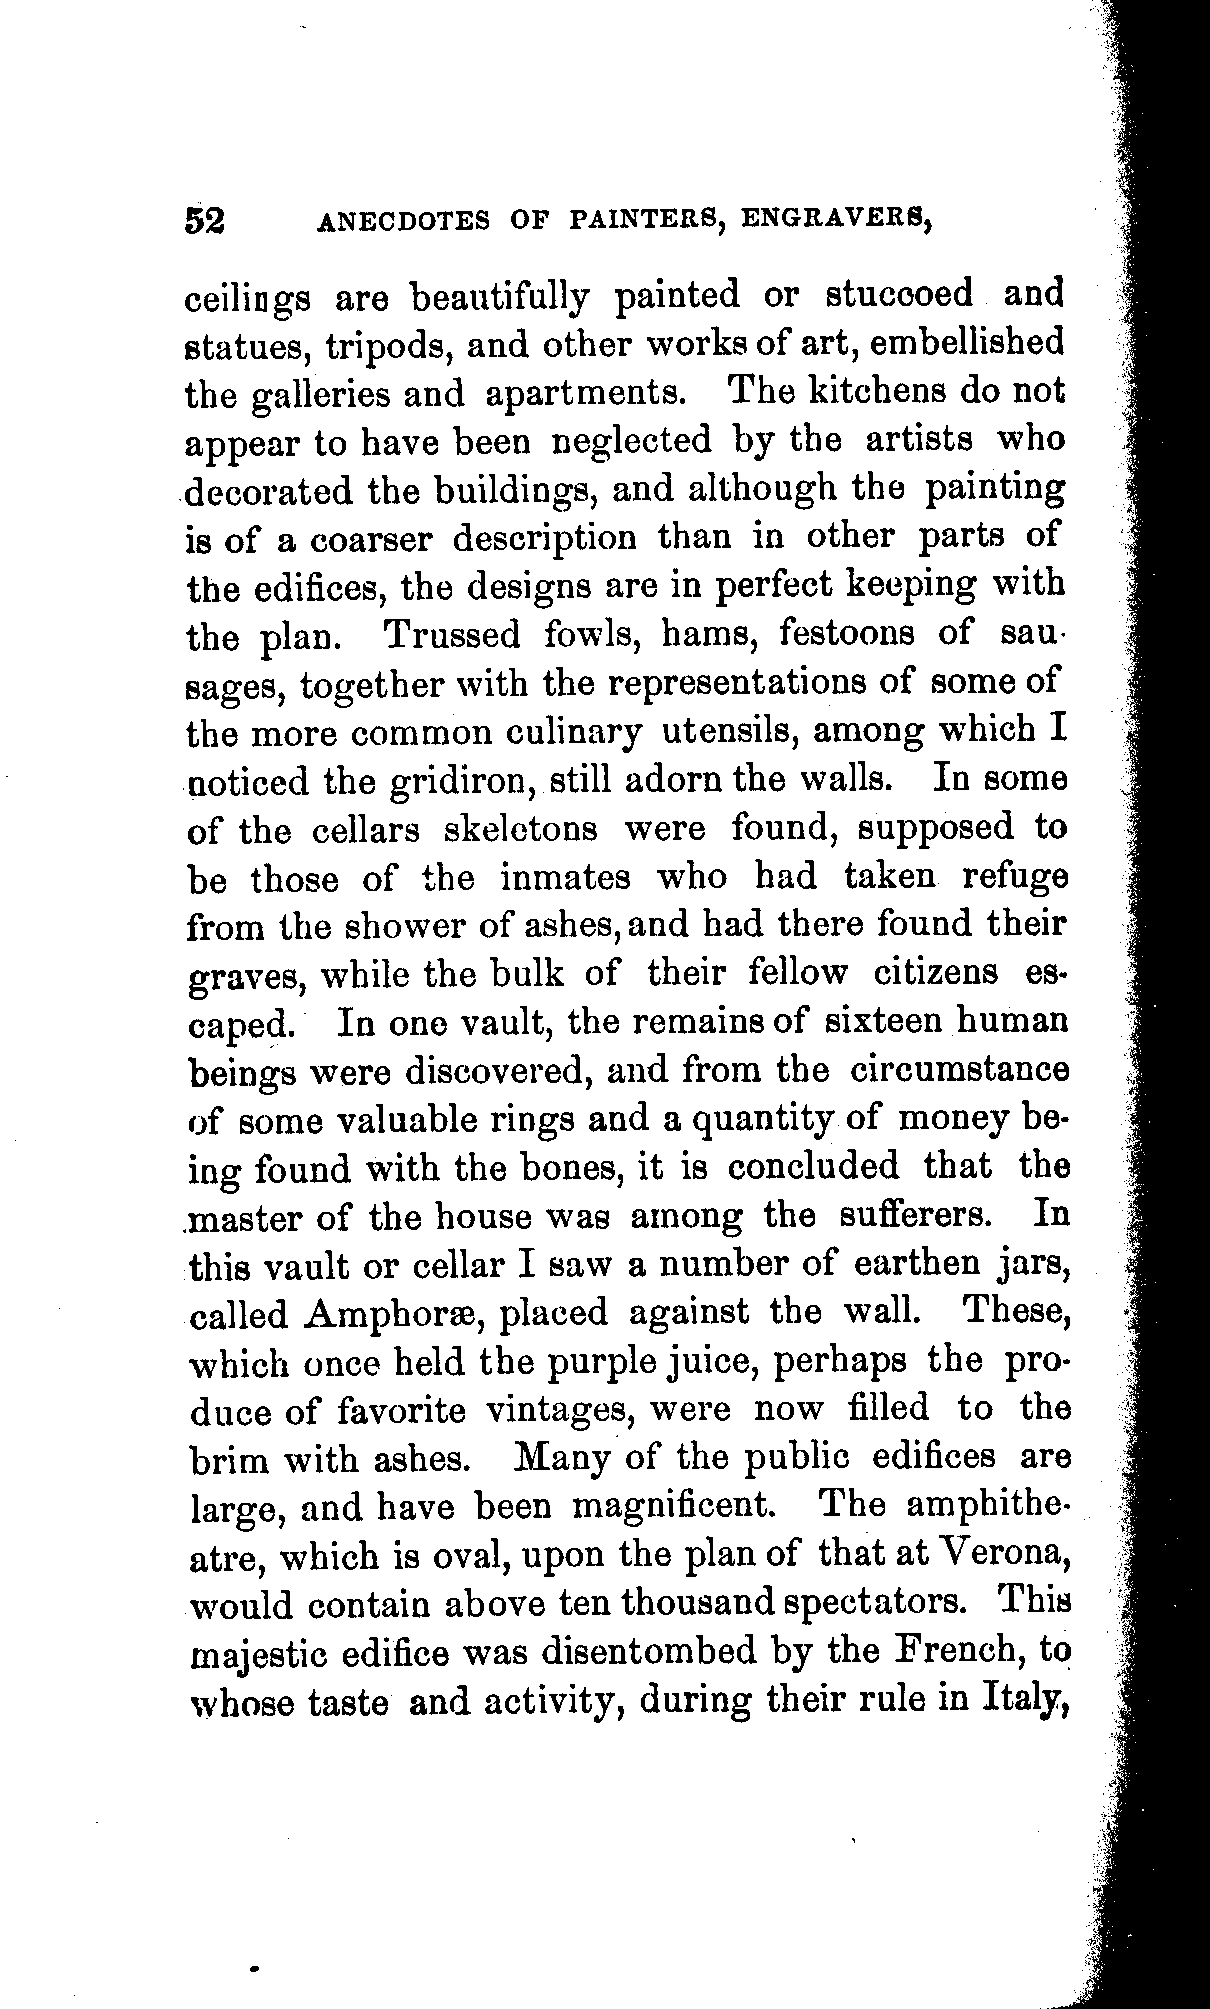 52 ANECDOTES OF PAINTERS, ENGRAVERS,
ceilings are beautifully painted or stuccoed and
statues, tripods, and other works of art, embellished
the galleries and apartments. The kitchens do not
appear to have been neglected by the artists who
decorated the buildings, and although the painting
is of a coarser description than in other parts of
the edifices, the designs are in perfect keeping with
the plan. Trussed fowls, hams, festoons of sau-
sages, together with the representations of some of
the more common culinary utensils, among which I
noticed the gridiron, still adorn the walls. In some
of the cellars skeletons were found, supposed to
be those of the inmates who had taken refuge
from the shower of ashes, and had there found their
graves, while the bulk of their fellow citizens es-
caped. In one vault, the remains of sixteen human
beings were discovered, and from the circumstance
of some valuable rings and a quantity of money be-
ing found with the bones, it is concluded that the
master of the house was among the sufferers. In
this vault or cellar I saw a number of earthen jars,
called Amphoræ, placed against the wall. These,
which once held the purple juice, perhaps the pro-
duce of favorite vintages, were now filled to the
brim with ashes. Many of the public edifices are
large, and have been magnificent. The amphithe-
atre, which is oval, upon the plan of that at Verona,
would contain above ten thousand spectators. This
majestic edifice was disentombed by the French, to
whose taste and activity, during their rule in Italy,